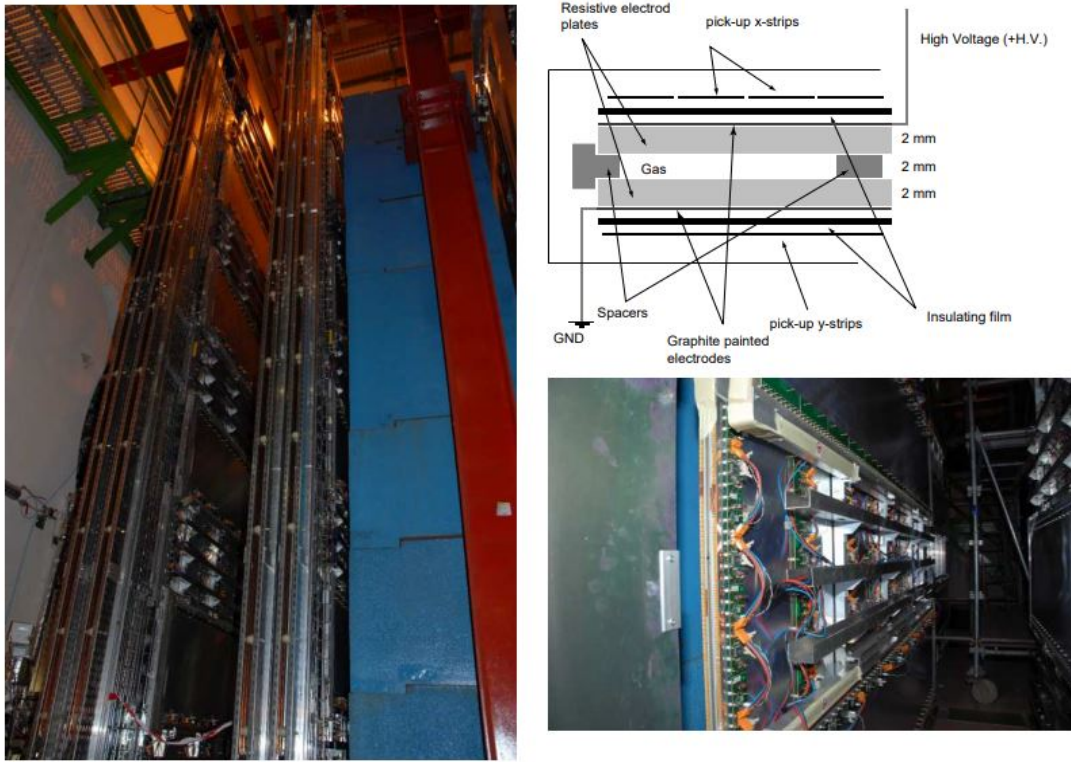 Resistive electrod
plates
pick-up x-strips
High Voltage (+H.V.)
2 mm
Gas
2 mm
2 mm
Spacers
Insulating film
pick-up y-strips
GND
Graphite painted
electrodes